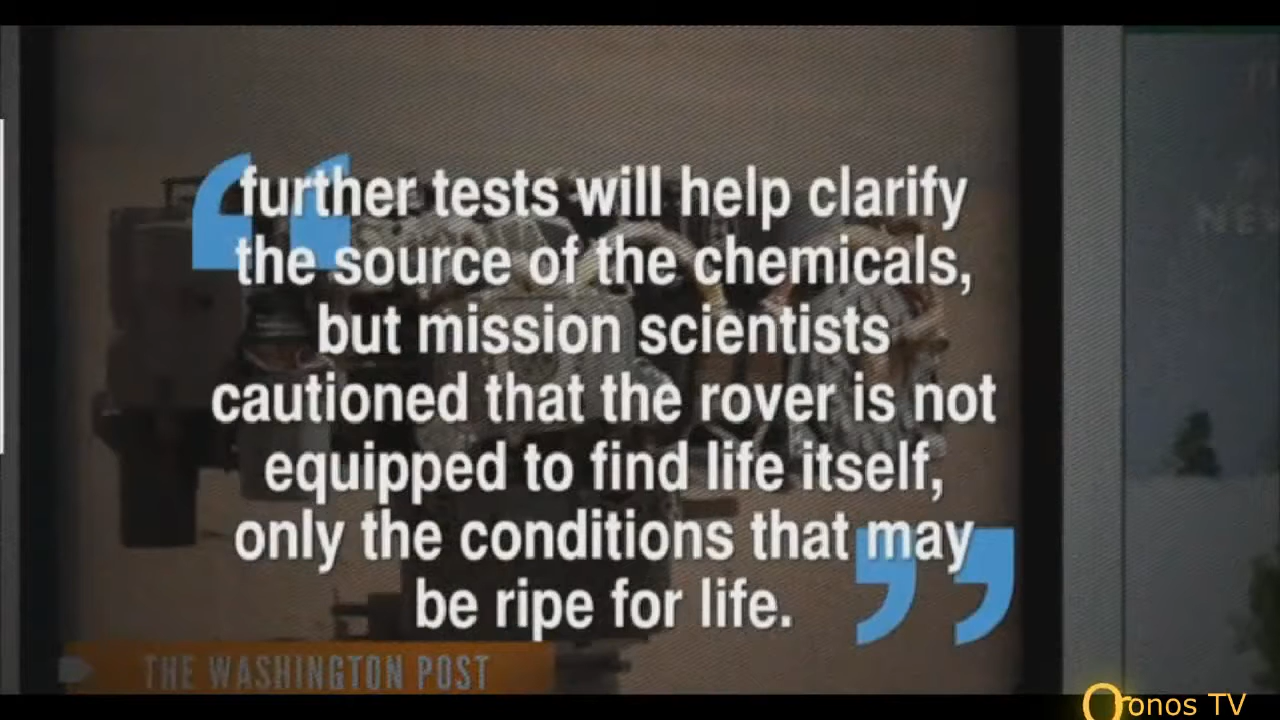 “further tests will help clarify
the source of the chemicals,
but mission scientists
cautioned that the rover is not
equipped to find life itself,
only the conditions that may
be ripe for life.”
THE WASHINGTON POST
Oronos TV